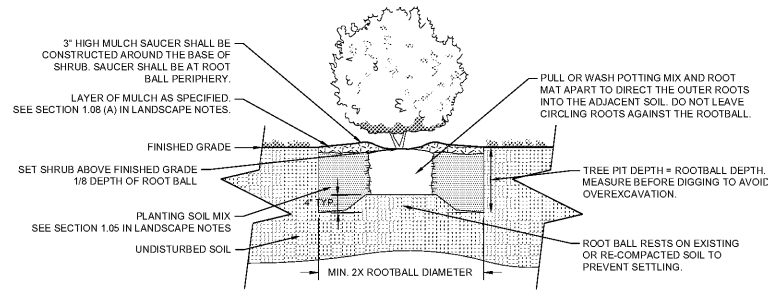 3" HIGH MULCH SAUCER SHALL BE
CONSTRUCTED AROUND THE BASE OF
SHRUB. SAUCER SHALL BE AT ROOT
BALL PERIPHERY.
LAYER OF MULCH AS SPECIFIED.
SEE SECTION 1.08 (A) IN LANDSCAPE NOTES.
FINISHED GRADE
SET SHRUB ABOVE FINISHED GRADE
1/8 DEPTH OF ROOT BALL
4" TYP.
PLANTING SOIL MIX
SEE SECTION 1.05 IN LANDSCAPE NOTES
UNDISTURBED SOIL
MIN. 2X ROOTBALL DIAMETER
PULL OR WASH POTTING MIX AND ROOT
MAT APART TO DIRECT THE OUTER ROOTS
INTO THE ADJACENT SOIL. DO NOT LEAVE
CIRCLING ROOTS AGAINST THE ROOTBALL.
TREE PIT DEPTH = ROOTBALL DEPTH.
MEASURE BEFORE DIGGING TO AVOID
OVEREXCAVATION.
ROOT BALL RESTS ON EXISTING
OR RE-COMPACTED SOIL TO
PREVENT SETTLING.